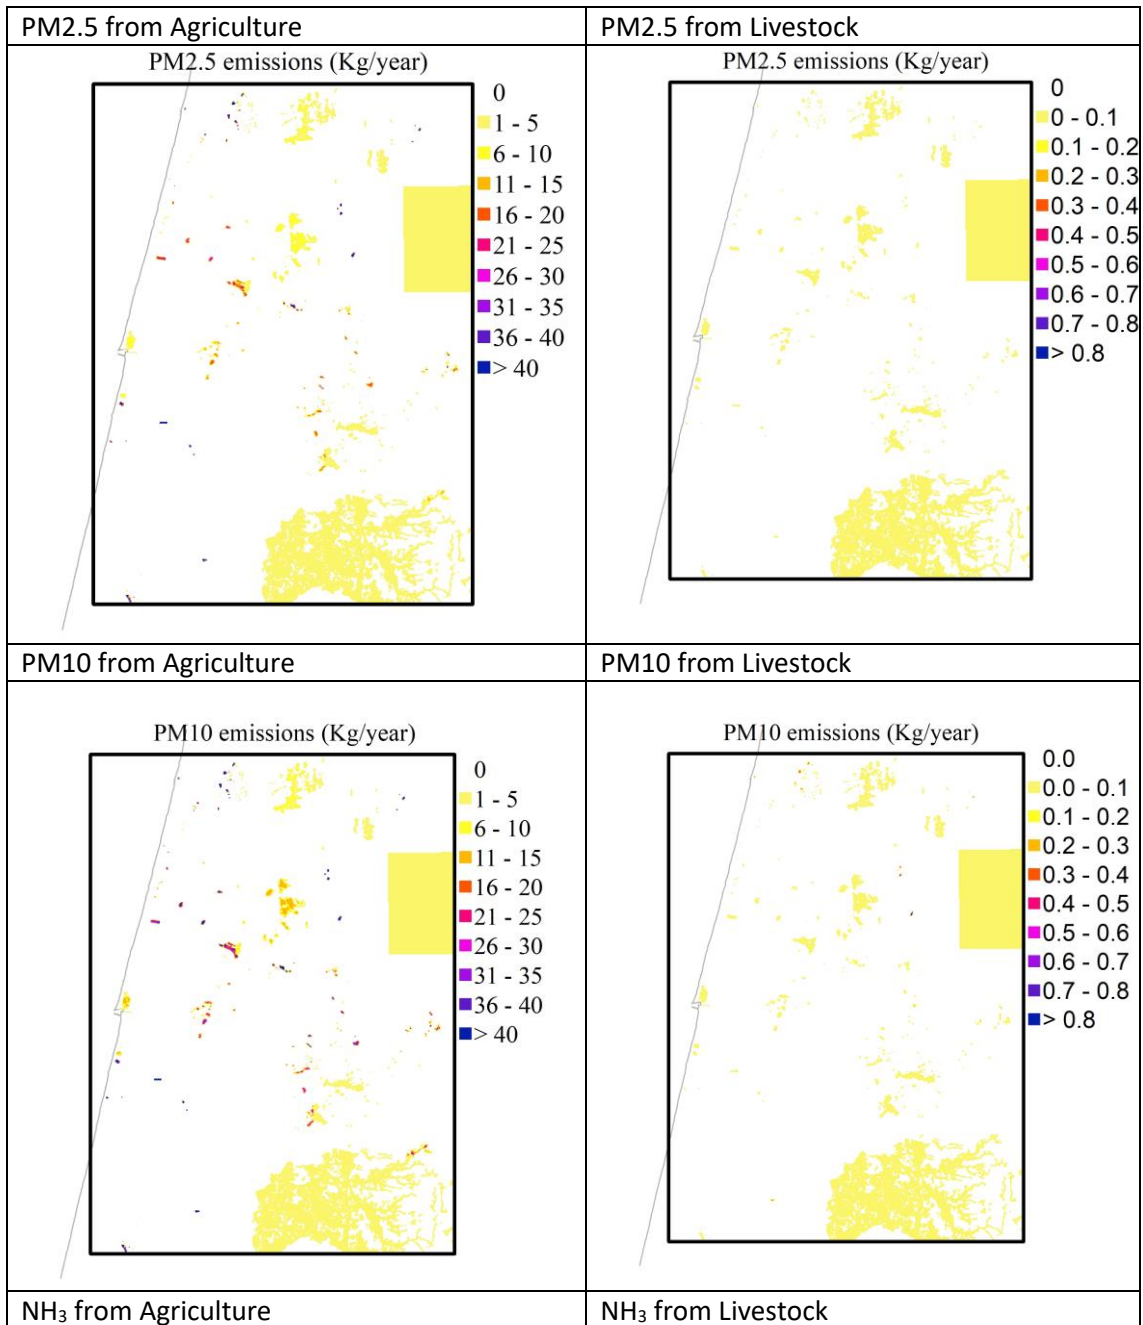 PM2.5 from Agriculture
PM2.5 from Livestock
PM2.5 emissions (Kg/year)
0
1 - 5
6 - 10
11 - 15
16 - 20
21 - 25
26 - 30
31 - 35
36 - 40
> 40
PM2.5 emissions (Kg/year)
0
0 - 0.1
0.1 - 0.2
0.2 - 0.3
0.3 - 0.4
0.4 - 0.5
0.5 - 0.6
0.6 - 0.7
0.7 - 0.8
> 0.8
PM10 from Agriculture
PM10 from Livestock
PM10 emissions (Kg/year)
0
1 - 5
6 - 10
11 - 15
16 - 20
21 - 25
26 - 30
31 - 35
36 - 40
> 40
PM10 emissions (Kg/year)
0.0
0.0 - 0.1
0.1 - 0.2
0.2 - 0.3
0.3 - 0.4
0.4 - 0.5
0.5 - 0.6
0.6 - 0.7
0.7 - 0.8
> 0.8
NH₃ from Agriculture
NH₃ from Livestock